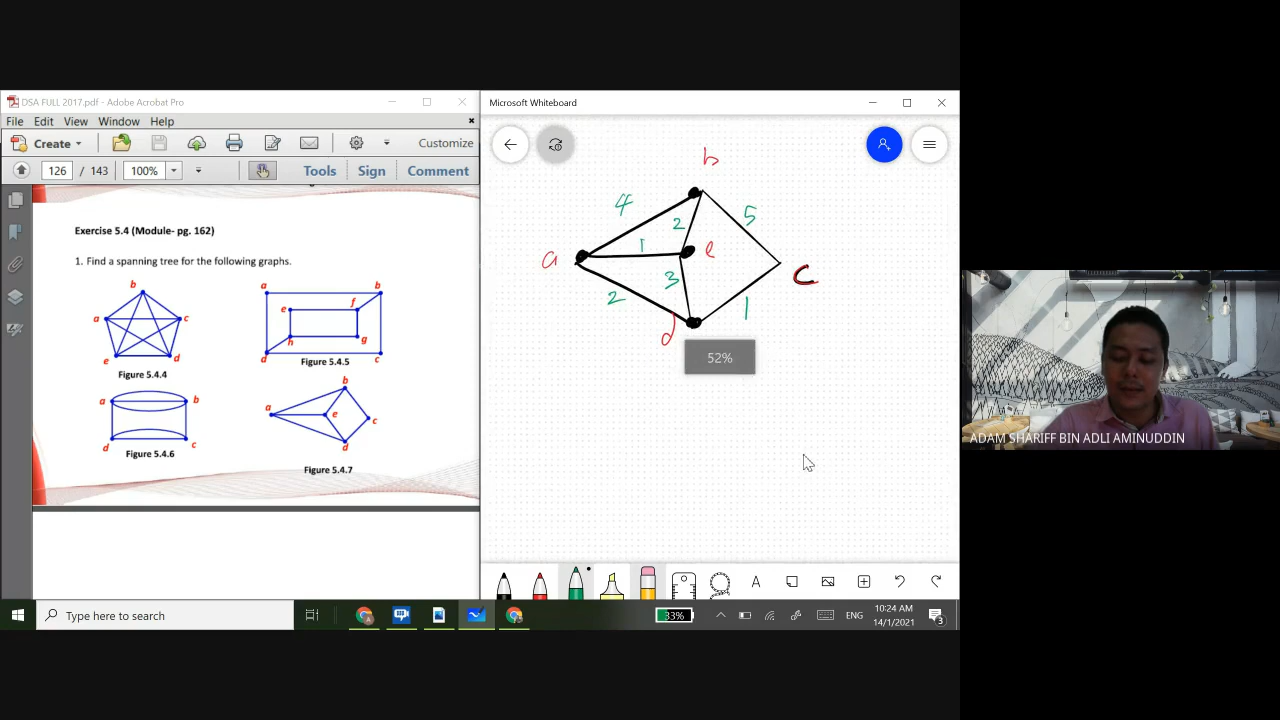 DSA FULL 2017.pdf - Adobe Acrobat Pro
File Edit View Window Help
Create
Customize
126 / 143
100%
Tools
Sign
Comment
Exercise 5.4 (Module- pg. 162)
1. Find a spanning tree for the following graphs.
b
a
c
e
d
Figure 5.4.4
a
b
f
e
h
g
d
c
Figure 5.4.5
a
b
d
c
Figure 5.4.6
b
a
e
c
d
Figure 5.4.7
Microsoft Whiteboard
b
4
5
2
a
1
e
3
c
2
1
d
52%
A
ADAM SHARIFF BIN ADLI AMINUDDIN
Type here to search
33%
ENG
10:24 AM
14/1/2021
3